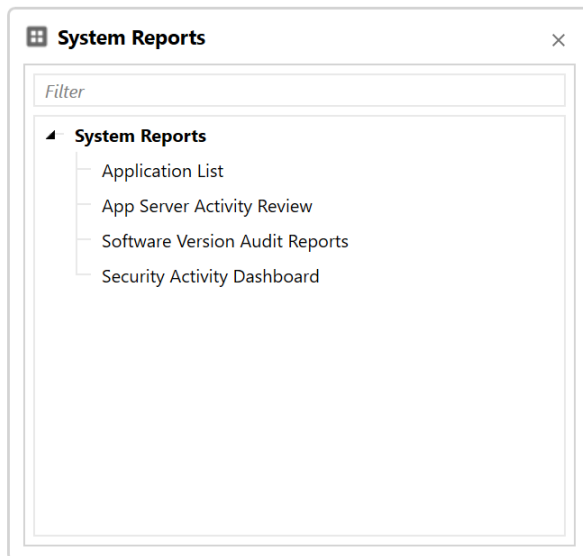 System Reports
Filter
System Reports
Application List
App Server Activity Review
Software Version Audit Reports
Security Activity Dashboard